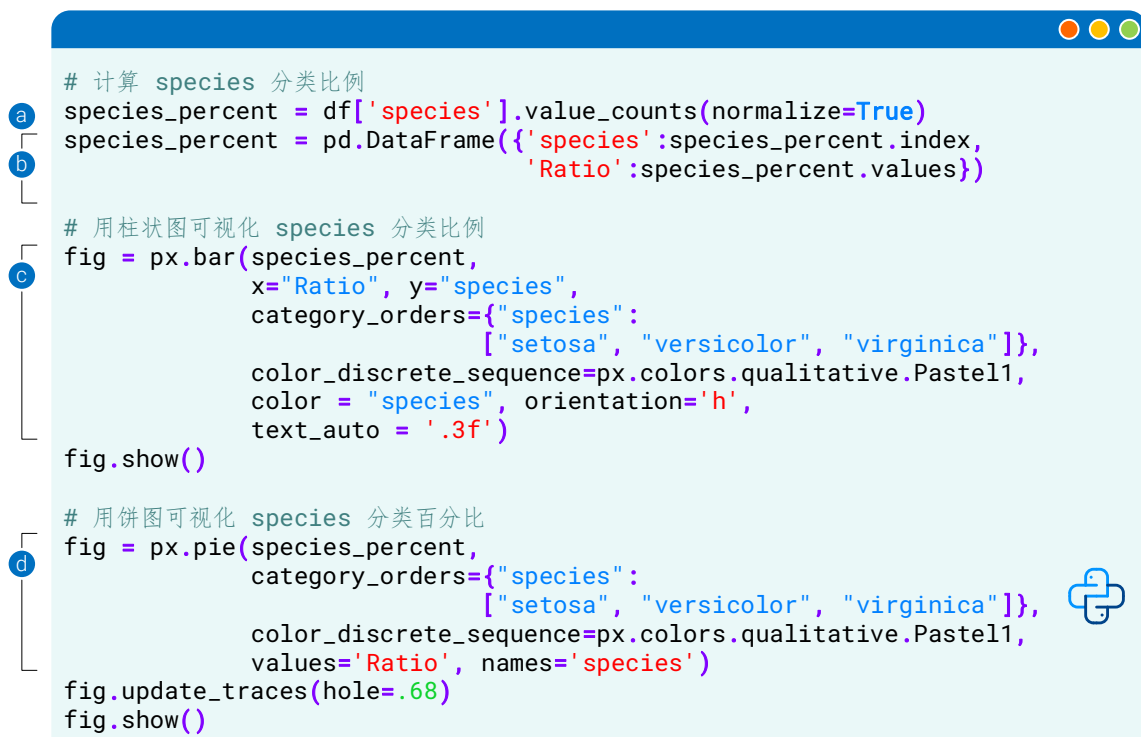 # 计算 species 分类比例
a
species_percent = df['species'].value_counts(normalize=True)
b
species_percent = pd.DataFrame({'species':species_percent.index,
                                'Ratio':species_percent.values})
# 用柱状图可视化 species 分类比例
c
fig = px.bar(species_percent,
             x="Ratio", y="species",
             category_orders={"species":
                              ["setosa", "versicolor", "virginica"]},
             color_discrete_sequence=px.colors.qualitative.Pastel1,
             color = "species", orientation='h',
             text_auto = '.3f')
fig.show()
# 用饼图可视化 species 分类百分比
d
fig = px.pie(species_percent,
             category_orders={"species":
                              ["setosa", "versicolor", "virginica"]},
             color_discrete_sequence=px.colors.qualitative.Pastel1,
             values='Ratio', names='species')
fig.update_traces(hole=.68)
fig.show()